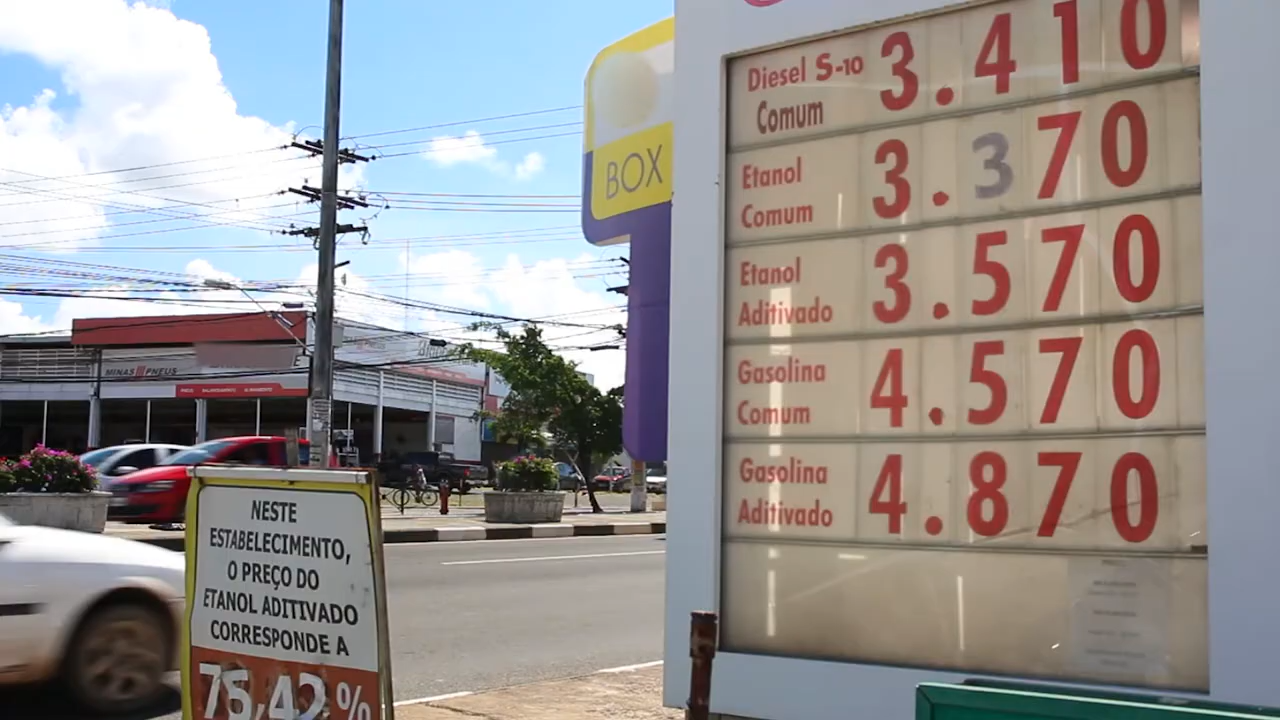 BOX
MINAS PNEUS
Diesel S-10 Comum 3.410
Etanol Comum 3.370
Etanol Aditivado 3.570
Gasolina Comum 4.570
Gasolina Aditivado 4.870
NESTE
ESTABELECIMENTO,
O PREÇO DO
ETANOL ADITIVADO
CORRESPONDE A
75,42%